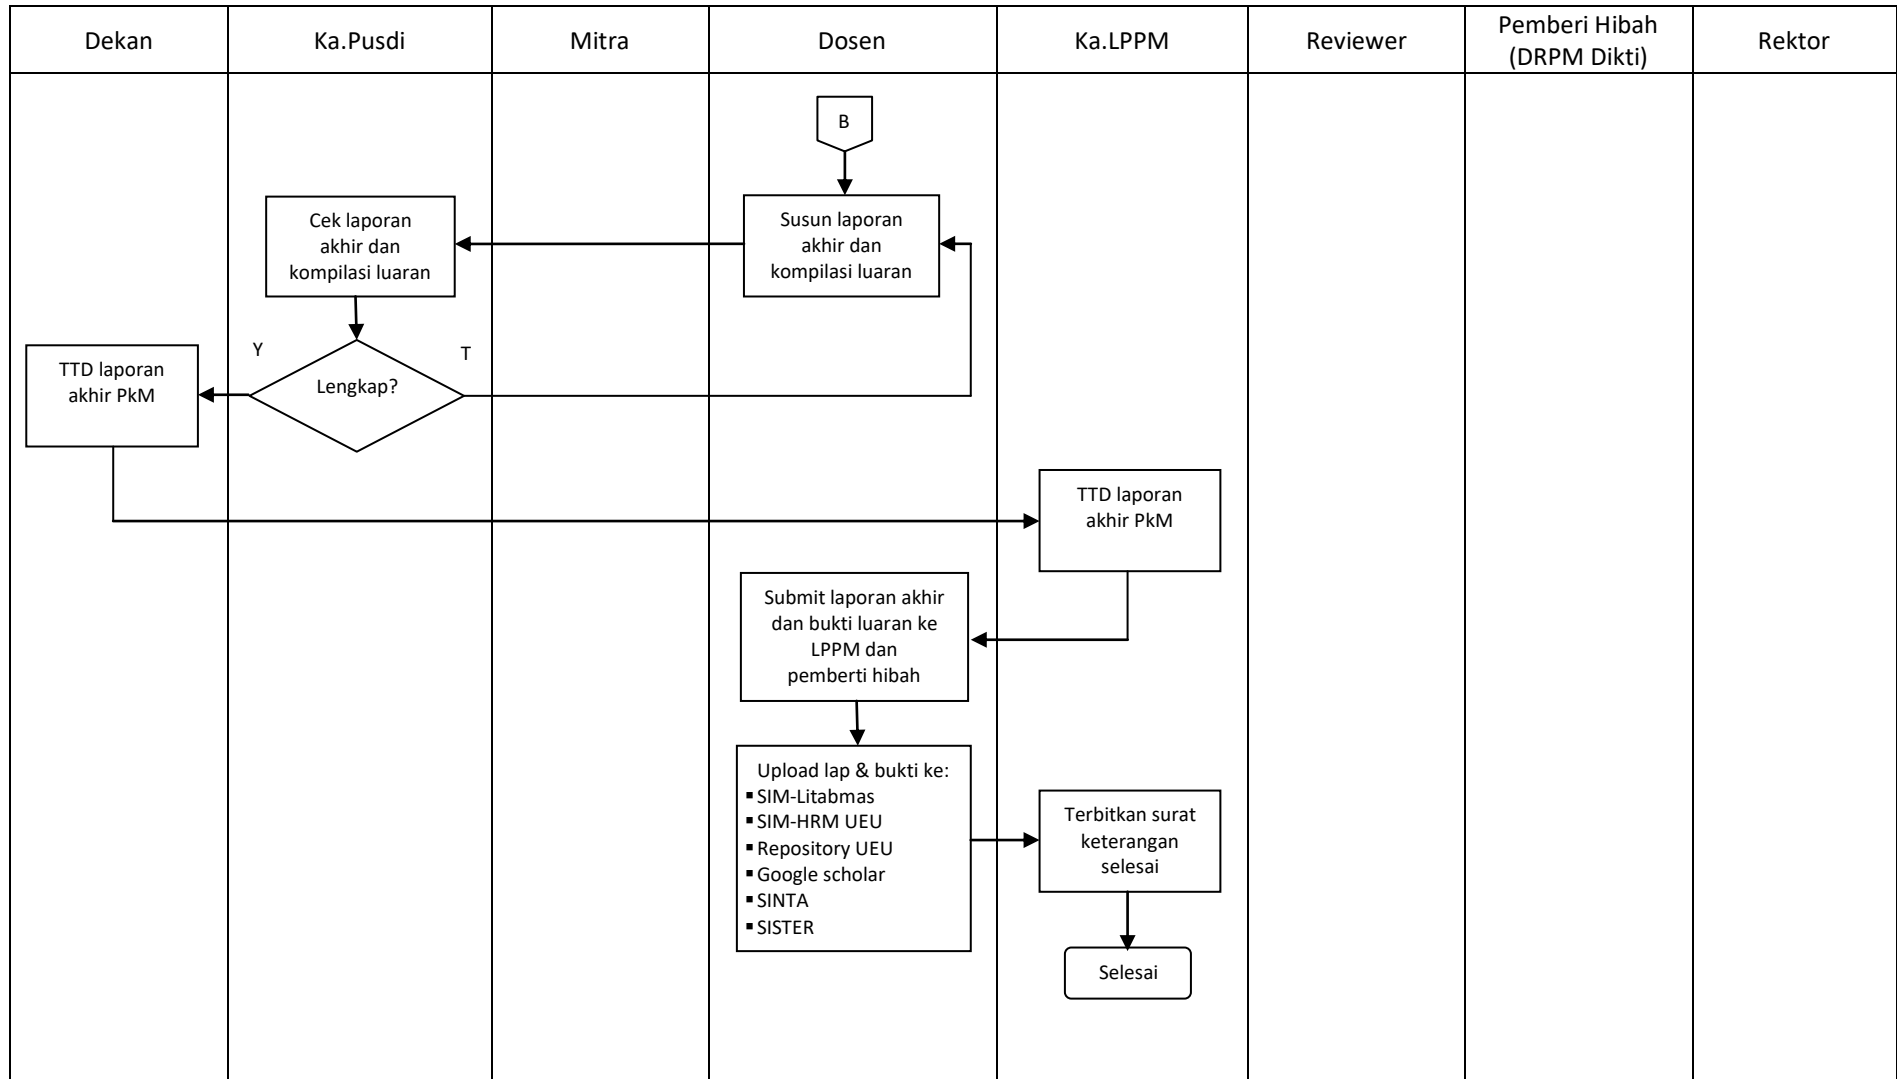 Dekan
Ka.Pusdi
Mitra
Dosen
Ka.LPPM
Reviewer
Pemberi Hibah
(DRPM Dikti)
Rektor
B
Cek laporan
akhir dan
kompilasi luaran
Susun laporan
akhir dan
kompilasi luaran
Y
T
TTD laporan
akhir PkM
Lengkap?
TTD laporan
akhir PkM
Submit laporan akhir
dan bukti luaran ke
LPPM dan
pemberti hibah
Upload lap & bukti ke:
▪ SIM-Litabmas
▪ SIM-HRM UEU
▪ Repository UEU
▪ Google scholar
▪ SINTA
▪ SISTER
Terbitkan surat
keterangan
selesai
Selesai